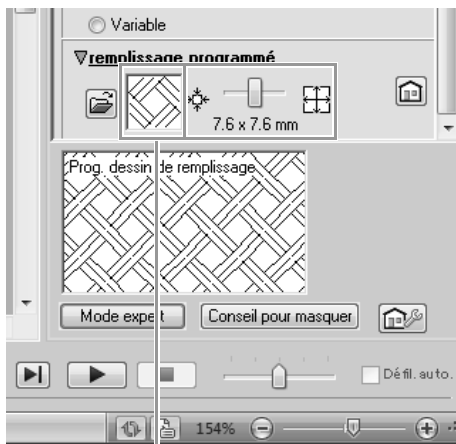 Variable
remplissage programmé
7.6 x 7.6 mm
Prog. dessin de remplissage
Mode expert
Conseil pour masquer
Défil. auto.
154%